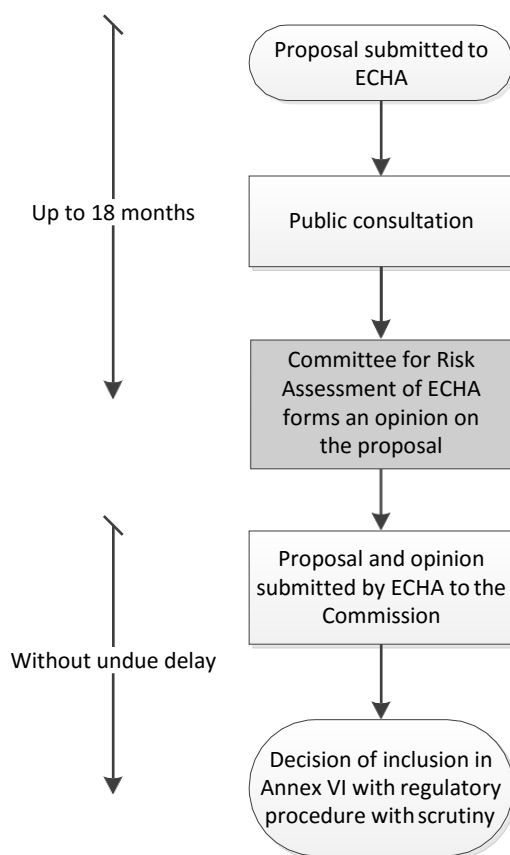 Proposal submitted to
ECHA
Up to 18 months
Public consultation
Committee for Risk
Assessment of ECHA
forms an opinion on
the proposal
Proposal and opinion
submitted by ECHA to the
Commission
Without undue delay
Decision of inclusion in
Annex VI with regulatory
procedure with scrutiny